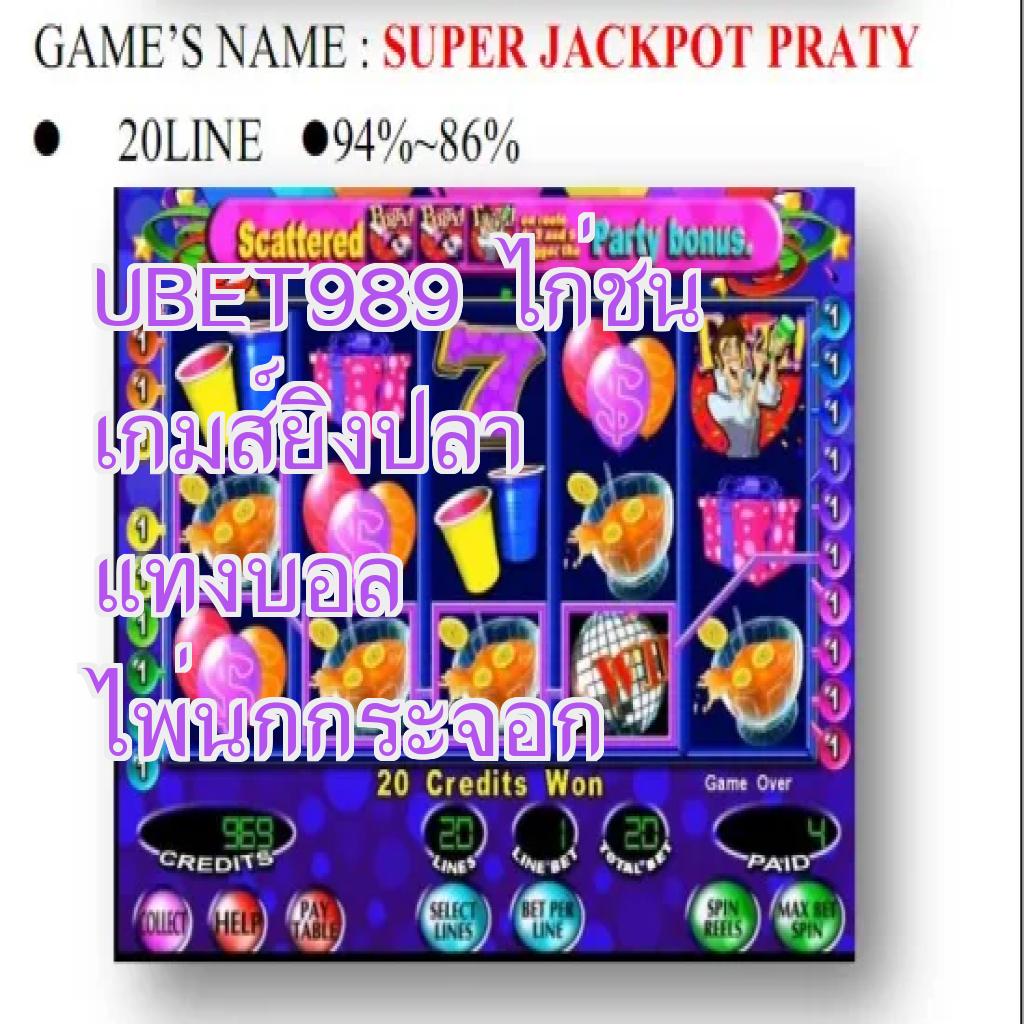 GAME'S NAME : SUPER JACKPOT PRATY
● 20LINE ●94%~86%
Scattered Party bonus.
UBET989 ไก่ชน
เกมส์ยิงปลา
แทงบอล
ไพ่นกกระจอก
20 Credits Won Game Over
969 20 1 20 4
CREDITS LINES LINE BET TOTAL BET PAID
COLLECT HELP PAY TABLE SELECT LINES BET PER LINE SPIN REELS MAX BET SPIN